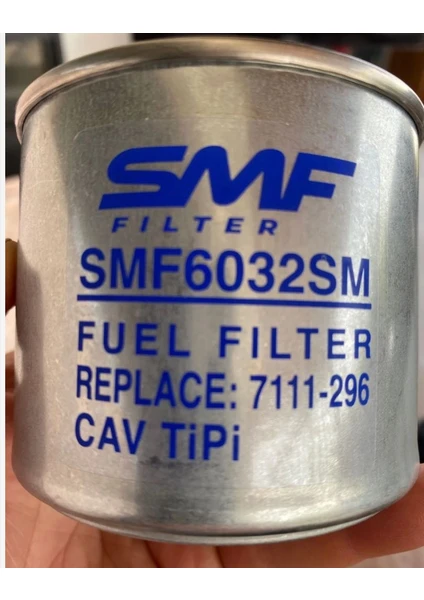 SMF
FILTER
SMF6032SM
FUEL FILTER
REPLACE: 7111-296
CAV TiPi